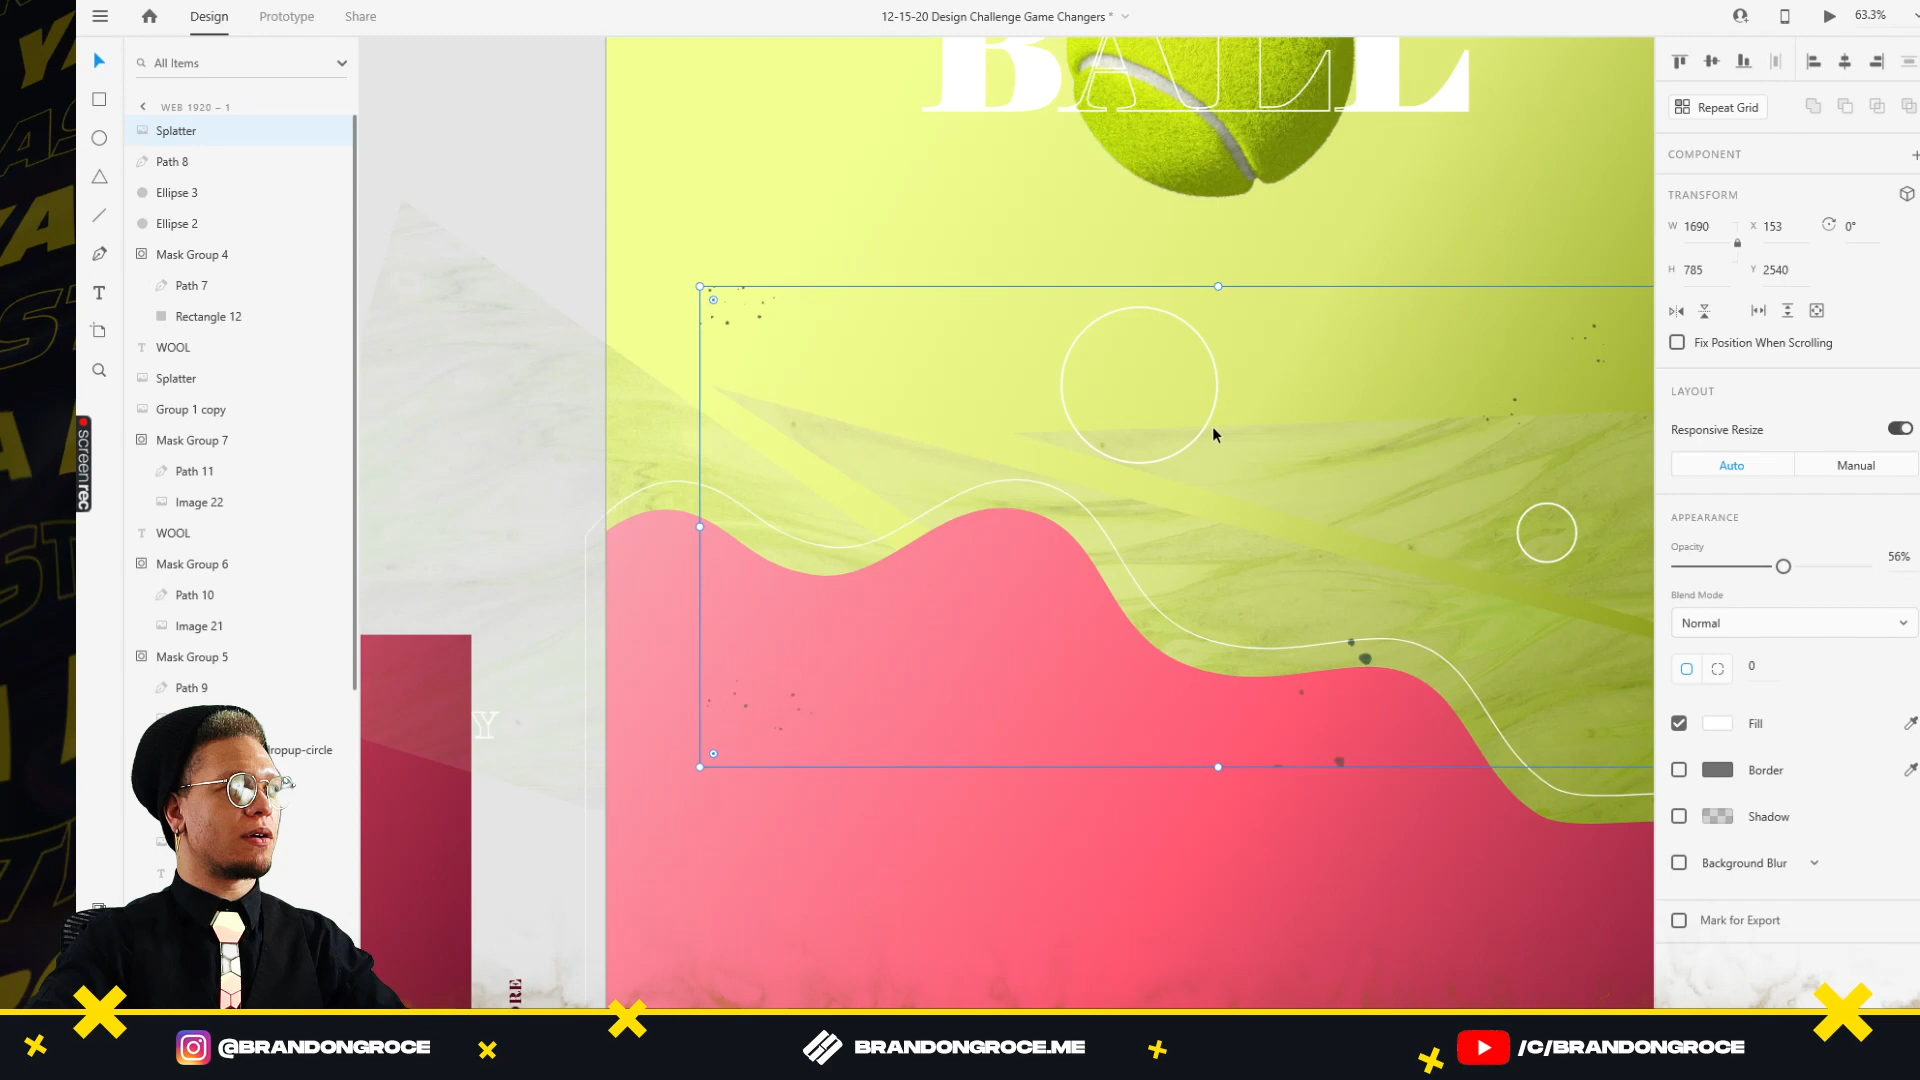 Design
Prototype
Share
12-15-20 Design Challenge Game Changers *
63.3%
All Items
WEB 1920 – 1
Splatter
Path 8
Ellipse 3
Ellipse 2
Mask Group 4
Path 7
Rectangle 12
WOOL
Splatter
Group 1 copy
Mask Group 7
Path 11
Image 22
WOOL
Mask Group 6
Path 10
Image 21
Mask Group 5
Path 9
ropup-circle
T
screenrec
BALL
Y
ORE
Repeat Grid
COMPONENT
TRANSFORM
W 1690
X 153
0°
H 785
Y 2540
Fix Position When Scrolling
LAYOUT
Responsive Resize
Auto
Manual
APPEARANCE
Opacity
56%
Blend Mode
Normal
0
Fill
Border
Shadow
Background Blur
Mark for Export
@BRANDONGROCE
BRANDONGROCE.ME
/C/BRANDONGROCE